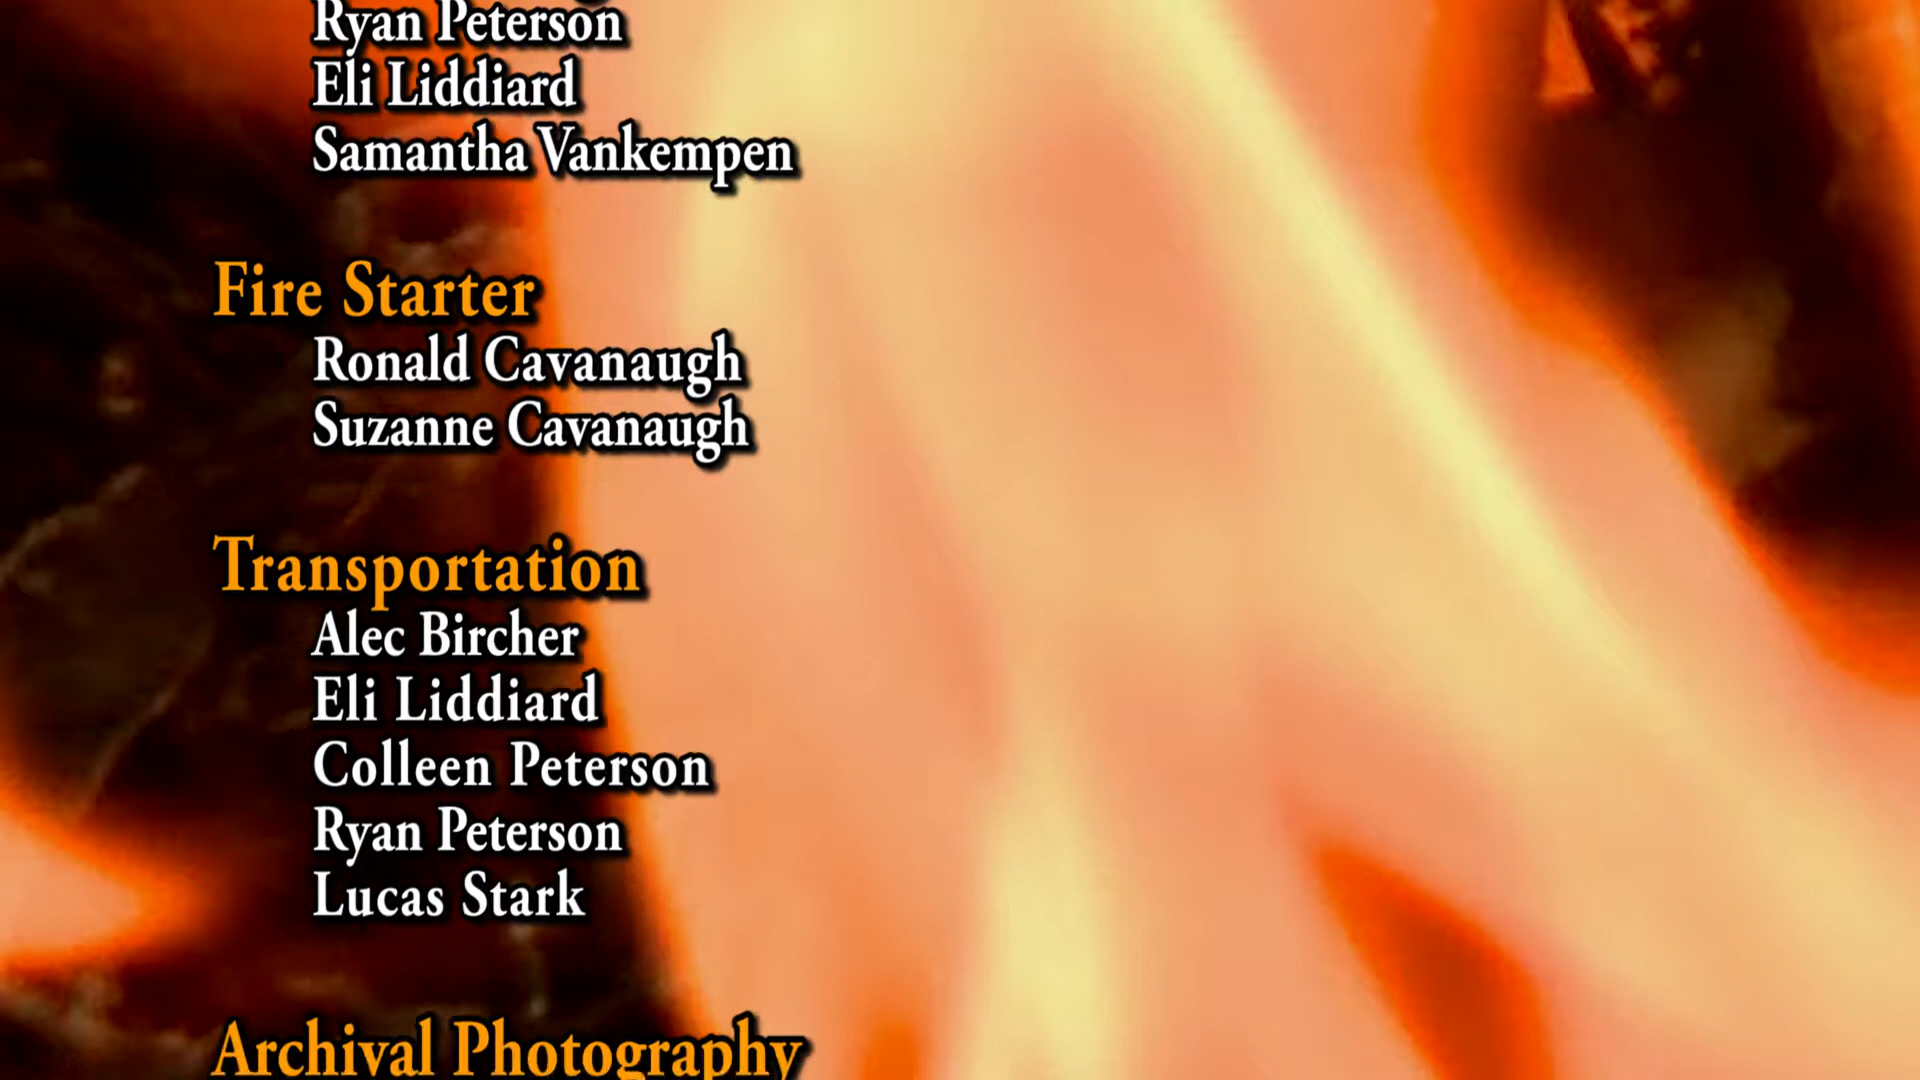 Ryan Peterson
Eli Liddiard
Samantha Vankempen
Fire Starter
Ronald Cavanaugh
Suzanne Cavanaugh
Transportation
Alec Bircher
Eli Liddiard
Colleen Peterson
Ryan Peterson
Lucas Stark
Archival Photography